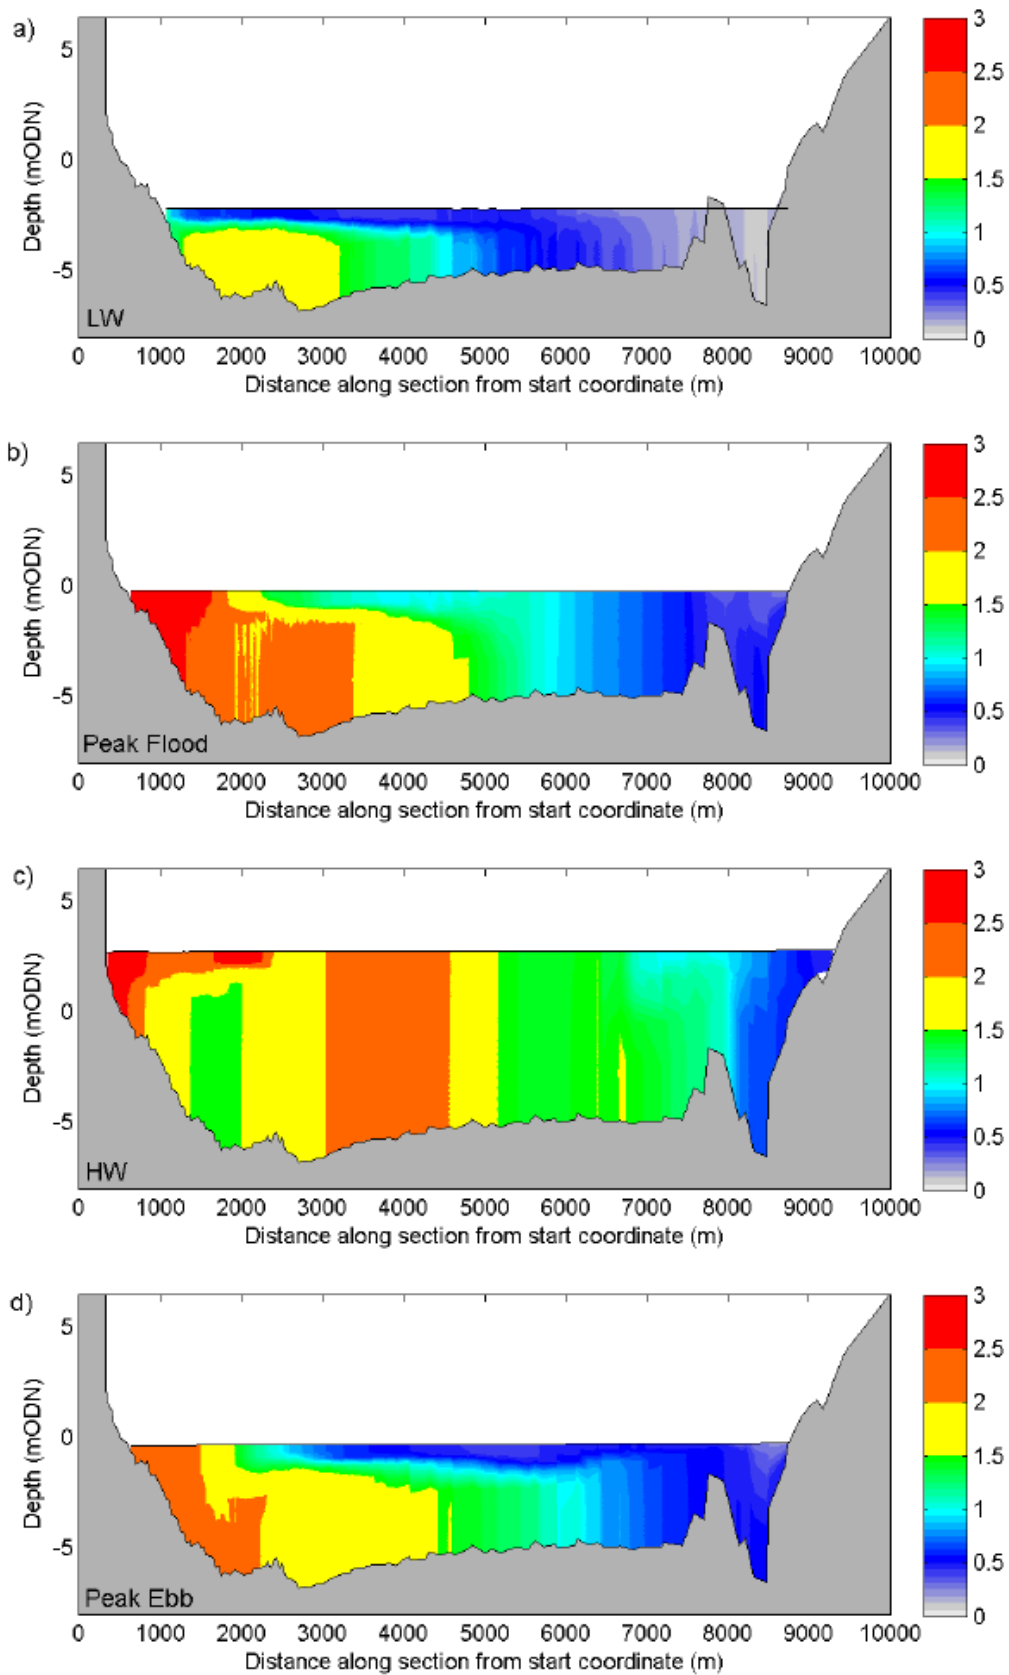 a)
5
0
-5
Depth (mODN)
LW
0 1000 2000 3000 4000 5000 6000 7000 8000 9000 10000
Distance along section from start coordinate (m)
3
2.5
2
1.5
1
0.5
0
b)
5
0
-5
Depth (mODN)
Peak Flood
0 1000 2000 3000 4000 5000 6000 7000 8000 9000 10000
Distance along section from start coordinate (m)
3
2.5
2
1.5
1
0.5
0
c)
5
0
-5
Depth (mODN)
HW
0 1000 2000 3000 4000 5000 6000 7000 8000 9000 10000
Distance along section from start coordinate (m)
3
2.5
2
1.5
1
0.5
0
d)
5
0
-5
Depth (mODN)
Peak Ebb
0 1000 2000 3000 4000 5000 6000 7000 8000 9000 10000
Distance along section from start coordinate (m)
3
2.5
2
1.5
1
0.5
0